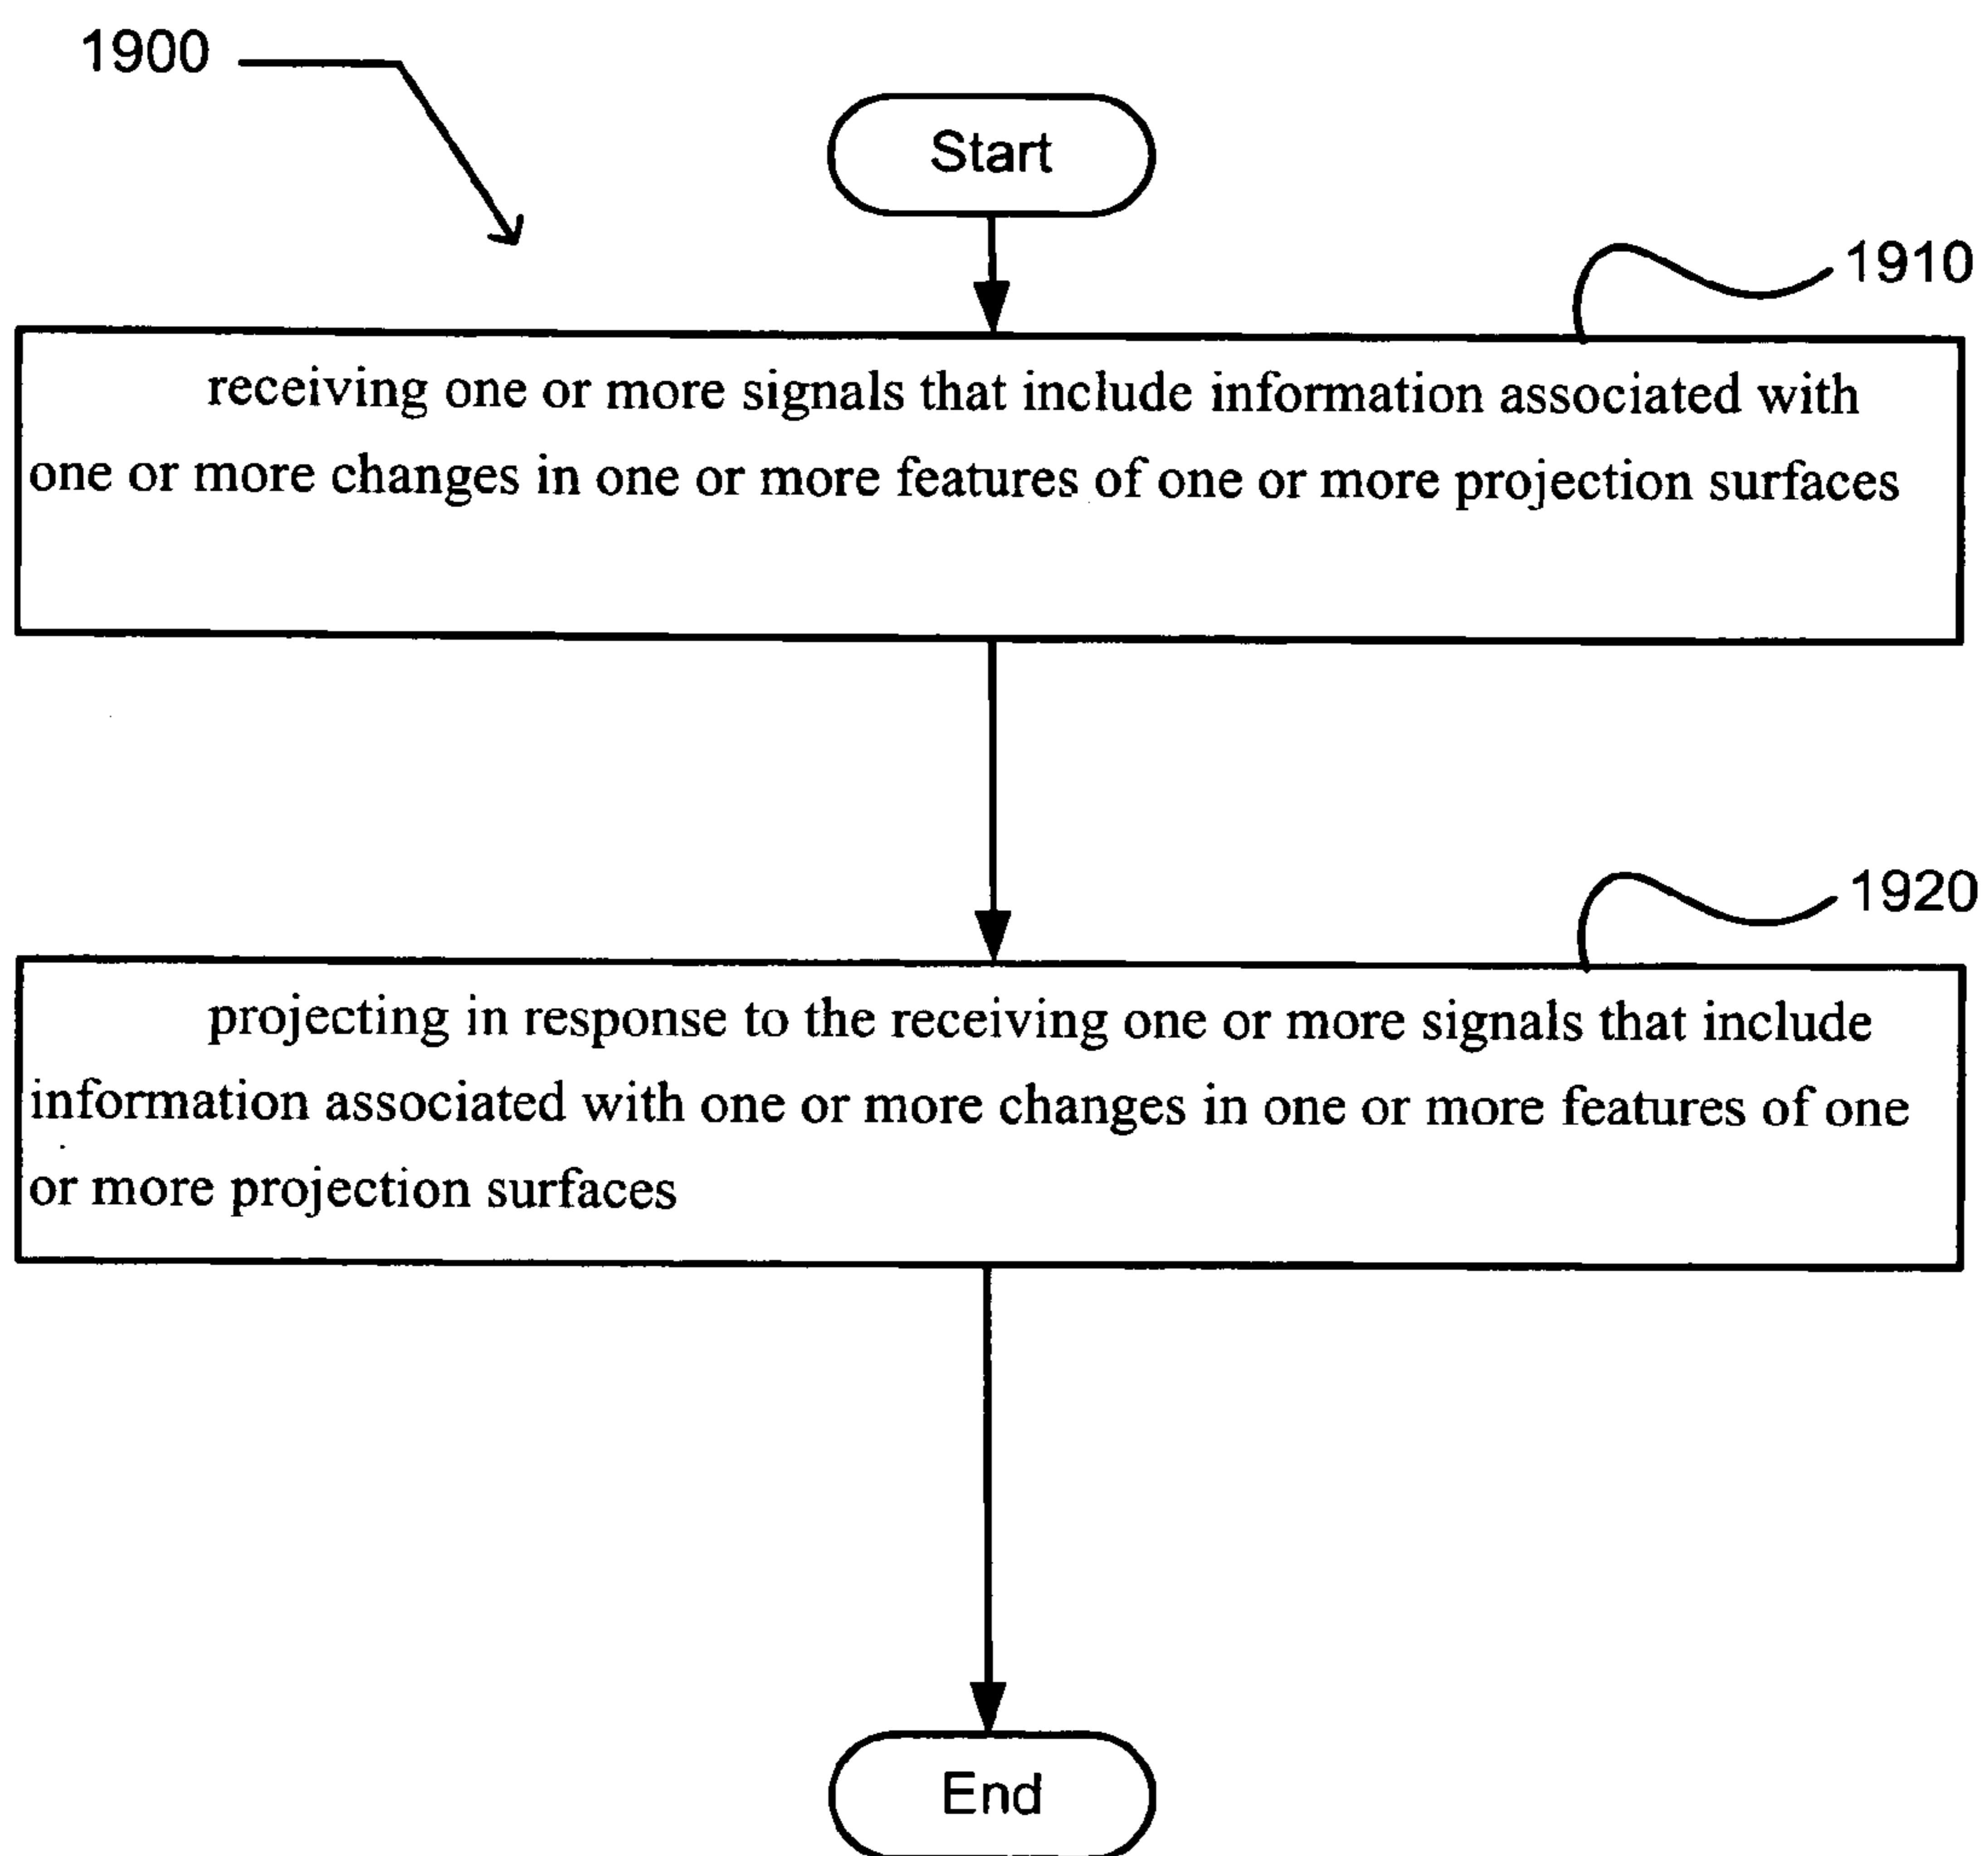 1900
Start
1910
receiving one or more signals that include information associated with
one or more changes in one or more features of one or more projection surfaces
1920
projecting in response to the receiving one or more signals that include
information associated with one or more changes in one or more features of one
or more projection surfaces
End